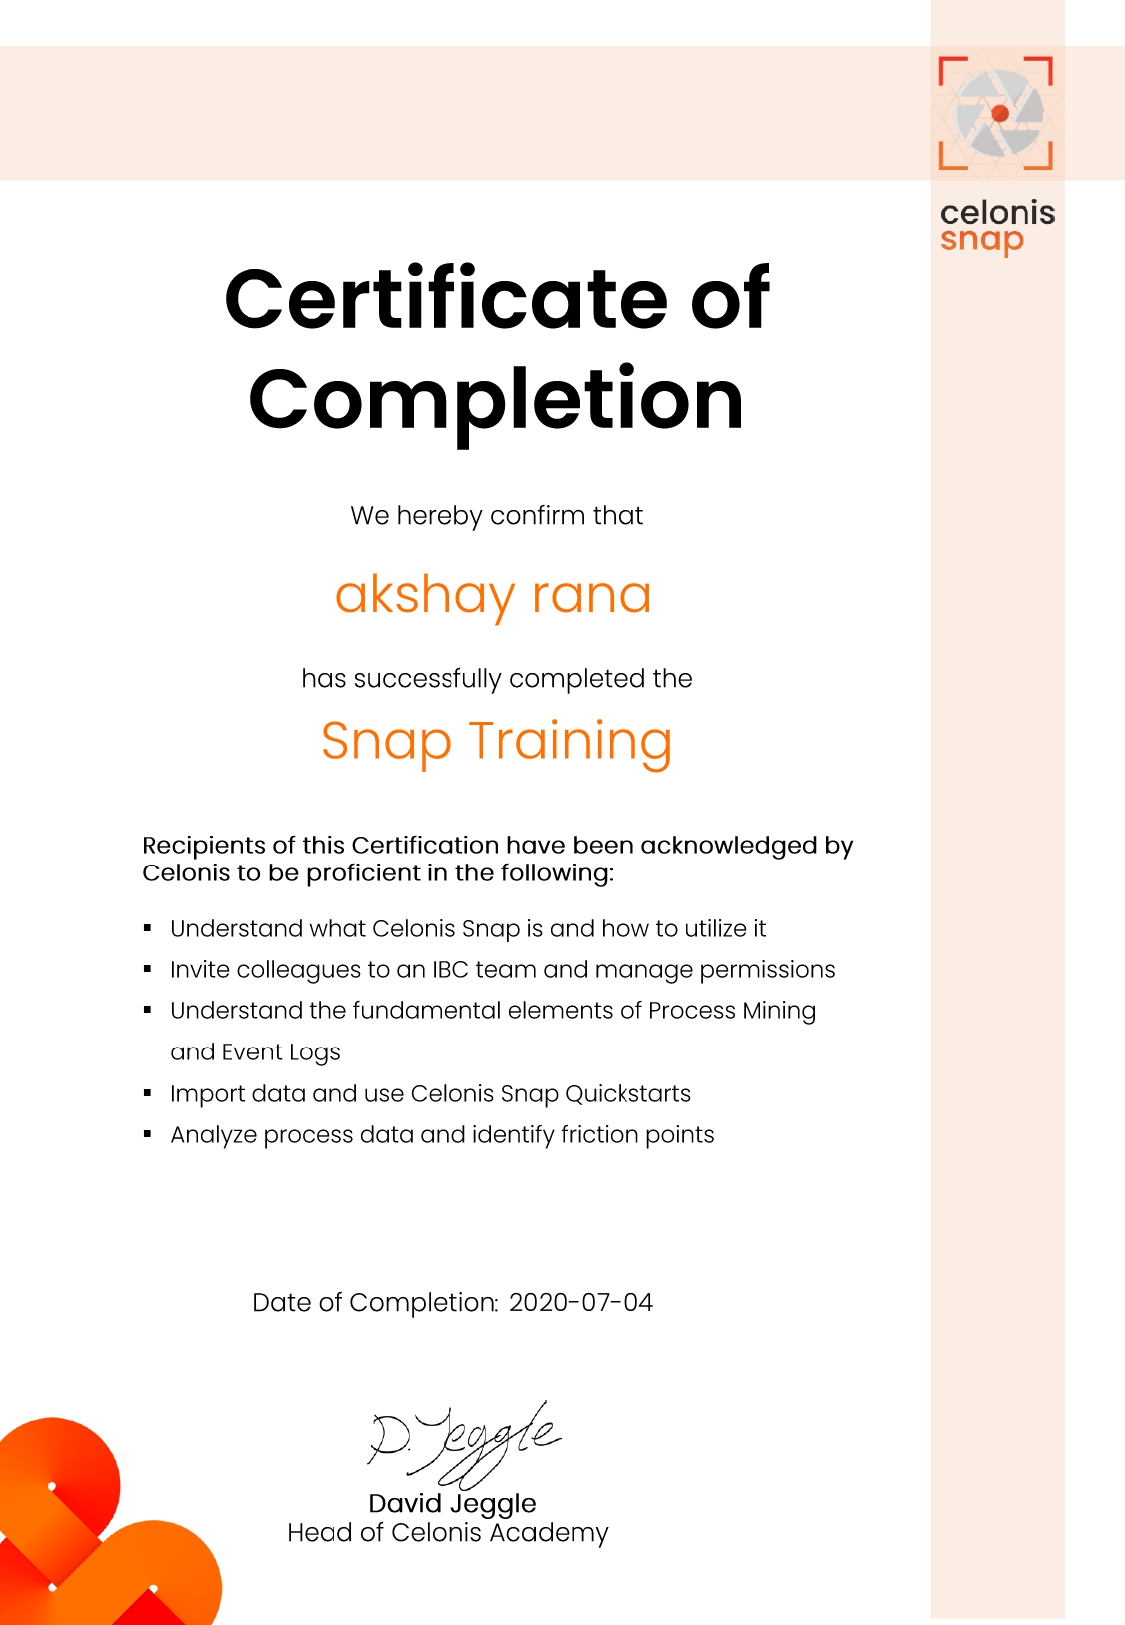 celonis
snap
Certificate of
Completion
We hereby confirm that
akshay rana
has successfully completed the
Snap Training
Recipients of this Certification have been acknowledged by
Celonis to be proficient in the following:
▪ Understand what Celonis Snap is and how to utilize it
▪ Invite colleagues to an IBC team and manage permissions
▪ Understand the fundamental elements of Process Mining
and Event Logs
▪ Import data and use Celonis Snap Quickstarts
▪ Analyze process data and identify friction points
Date of Completion: 2020-07-04
D. Jeggle
David Jeggle
Head of Celonis Academy